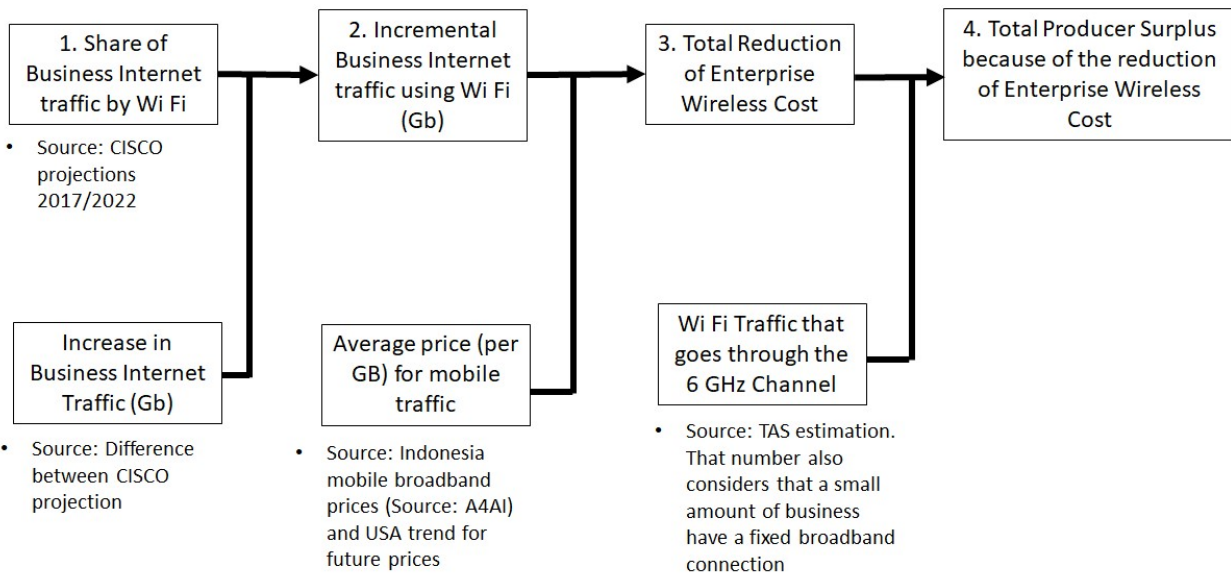 1. Share of
Business Internet
traffic by Wi Fi
• Source: CISCO
projections
2017/2022
2. Incremental
Business Internet
traffic using Wi Fi
(Gb)
3. Total Reduction
of Enterprise
Wireless Cost
4. Total Producer Surplus
because of the reduction
of Enterprise Wireless
Cost
Increase in
Business Internet
Traffic (Gb)
• Source: Difference
between CISCO
projection
Average price (per
GB) for mobile
traffic
• Source: Indonesia
mobile broadband
prices (Source: A4AI)
and USA trend for
future prices
Wi Fi Traffic that
goes through the
6 GHz Channel
• Source: TAS estimation.
That number also
considers that a small
amount of business
have a fixed broadband
connection